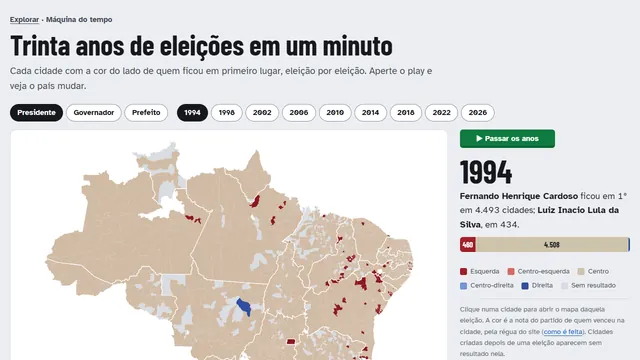 Explorar - Máquina do tempo
Trinta anos de eleições em um minuto
Cada cidade com a cor do lado de quem ficou em primeiro lugar, eleição por eleição. Aperte o play e
veja o país mudar.
Presidente Governador Prefeito 1994 1998 2002 2006 2010 2014 2018 2022 2026
▶ Passar os anos
1994
Fernando Henrique Cardoso ficou em 1º
em 4.493 cidades; Luiz Inacio Lula da
Silva, em 434.
460 4.508
Esquerda Centro-esquerda Centro
Centro-direita Direita Sem resultado
Clique numa cidade para abrir o mapa daquela
eleição. A cor é a nota do partido de quem venceu na
cidade, pela régua do site (como é feita). Cidades
criadas depois de uma eleição aparecem sem
resultado nela.